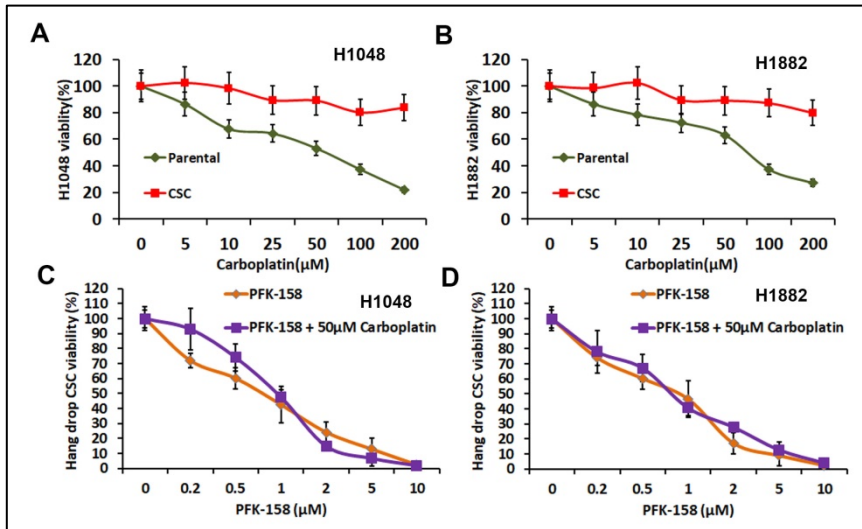 A
H1048
H1048 viablity(%)
120
100
80
60
40
20
0
Parental
CSC
0 5 10 25 50 100 200
Carboplatin(µM)
B
H1882
H1882 viability(%)
120
100
80
60
40
20
0
Parental
CSC
0 5 10 25 50 100 200
Carboplatin(µM)
C
H1048
Hang drop CSC viability (%)
120
110
100
90
80
70
60
50
40
30
20
10
0
PFK-158
PFK-158 + 50µM Carboplatin
0 0.2 0.5 1 2 5 10
PFK-158 (µM)
D
H1882
Hang drop CSC viability (%)
120
110
100
90
80
70
60
50
40
30
20
10
0
PFK-158
PFK-158 + 50µM Carboplatin
0 0.2 0.5 1 2 5 10
PFK-158 (µM)